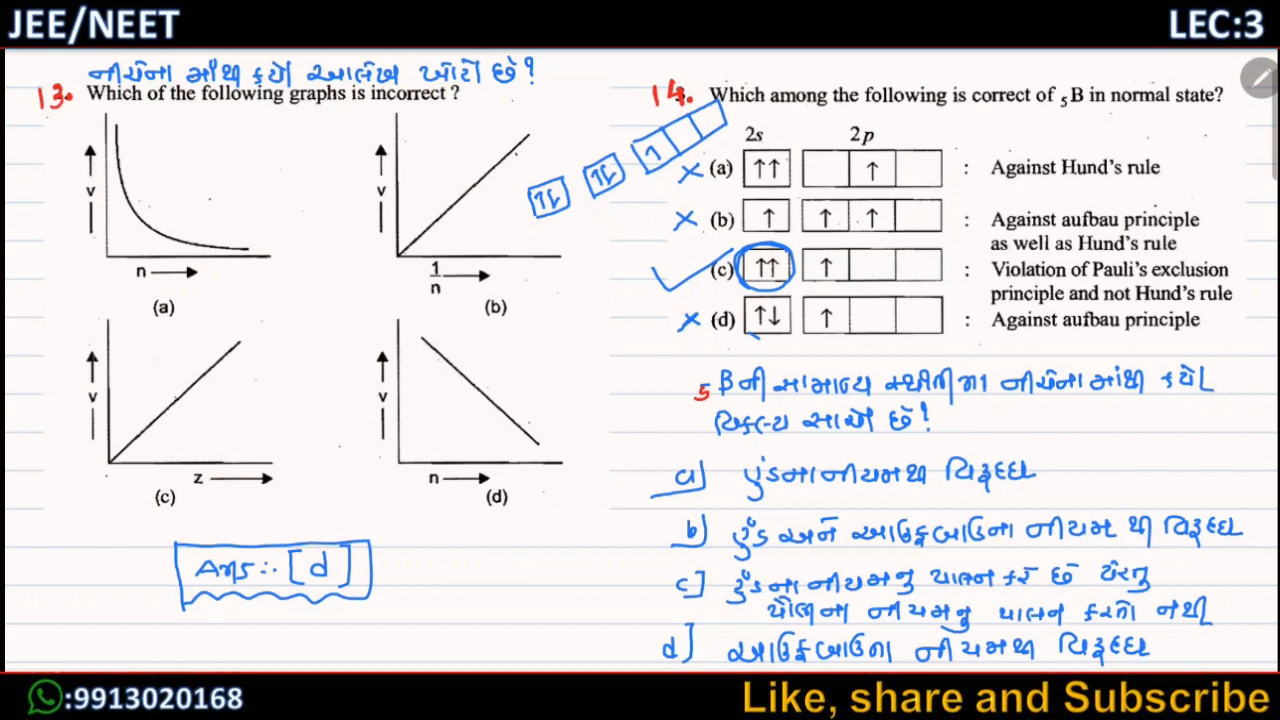 JEE/NEET
LEC:3
નીચેના માંથી કયો આલેખ ખોટો છે?
13. Which of the following graphs is incorrect ?
v
n
(a)
v
1/n
(b)
v
z
(c)
v
n
(d)
Ans:- [d]
14. Which among the following is correct of ₅B in normal state?
2s 2p
(a) ↑↑ ↑ : Against Hund's rule
(b) ↑ ↑ ↑ : Against aufbau principle
as well as Hund's rule
(c) ↑↑ ↑ : Violation of Pauli's exclusion
principle and not Hund's rule
(d) ↑↓ ↑ : Against aufbau principle
5 B ની સામાન્ય સ્થીતીમા નીચેના માંથી કયો
વિકલ્પ સાચો છે?
a) હુંડના નીયમથી વિરૂદ્ધ
b) હુંડ અને આઉફબાઉના નીયમ થી વિરૂદ્ધ
c] હુંડના નીયમનુ પાલન કરે છે પરંતુ
પૌલીના નીયમનુ પાલન કરતો નથી
d] આઉફબાઉના નીયમથી વિરૂદ્ધ
:9913020168
Like, share and Subscribe